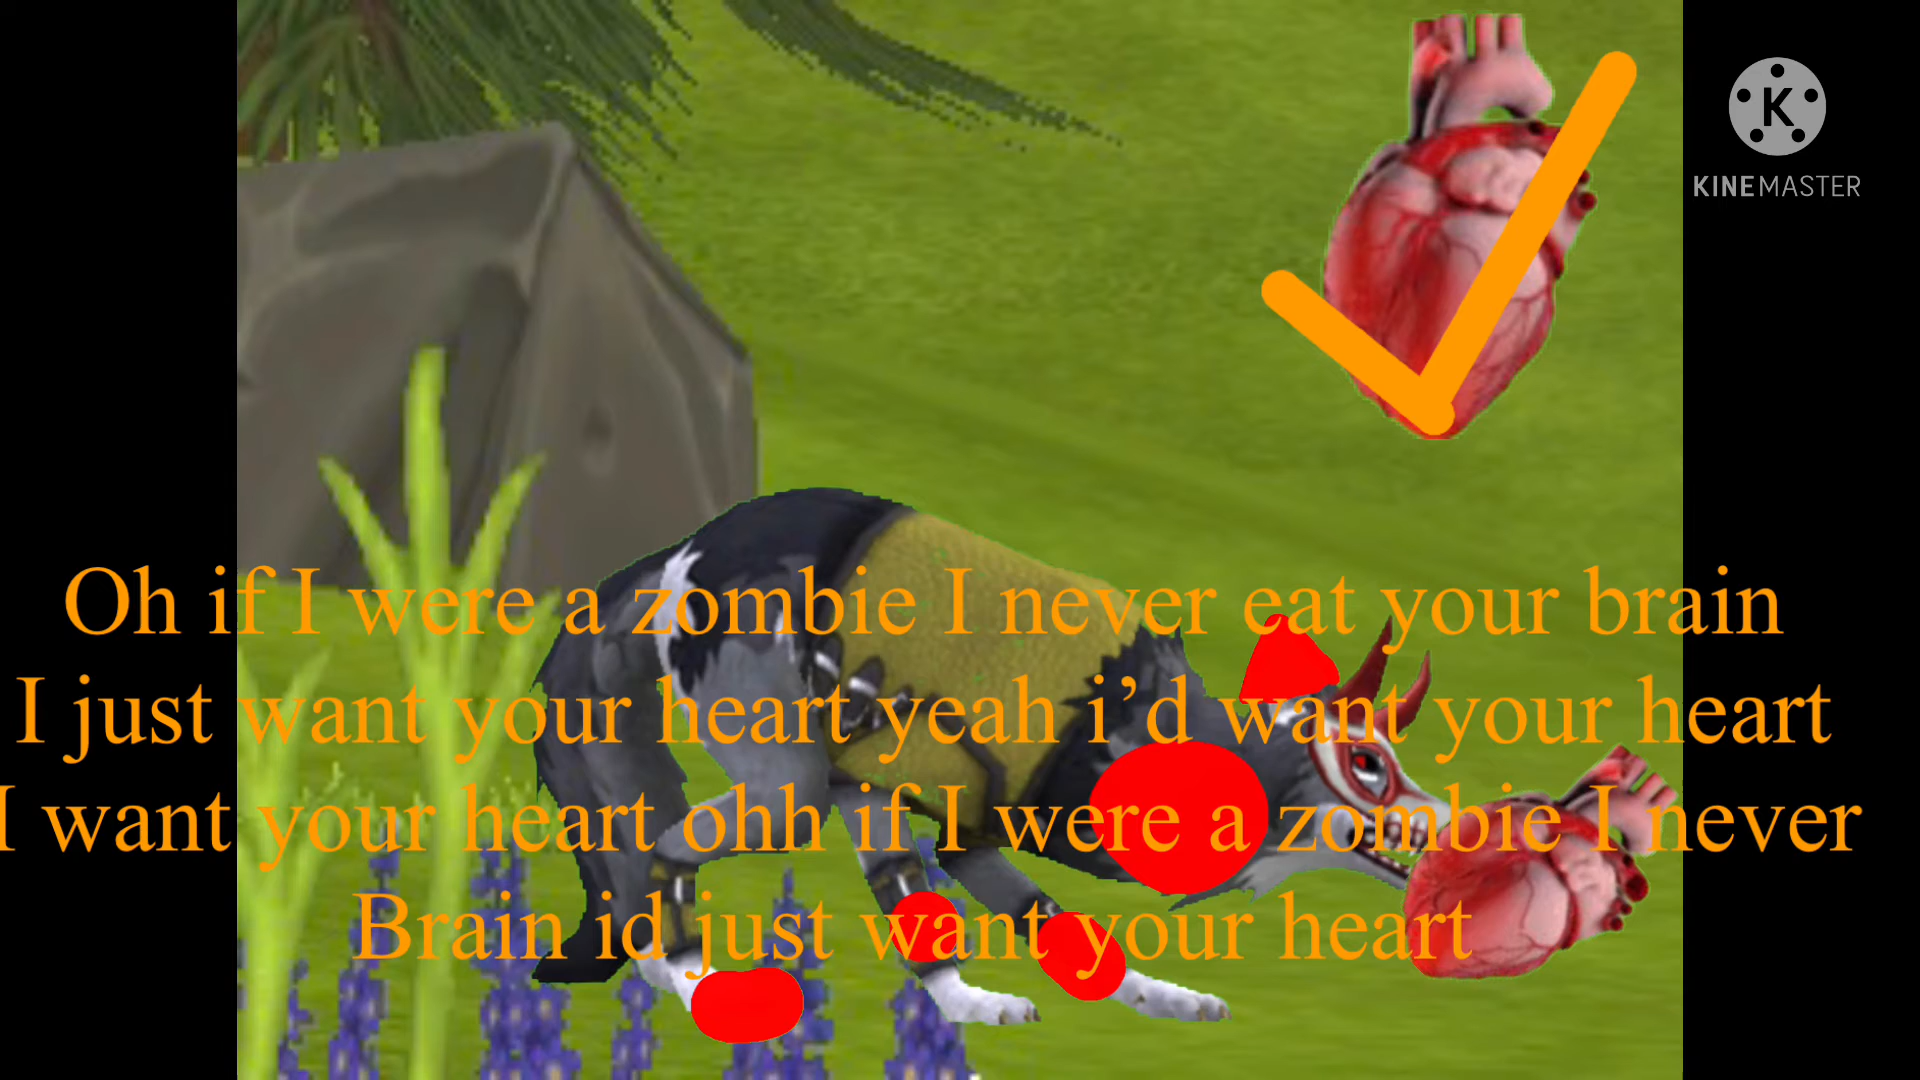 K
KINEMASTER
Oh if I were a zombie I never eat your brain
I just want your heart yeah i’d want your heart
I want your heart ohh if I were a zombie I never
Brain id just want your heart